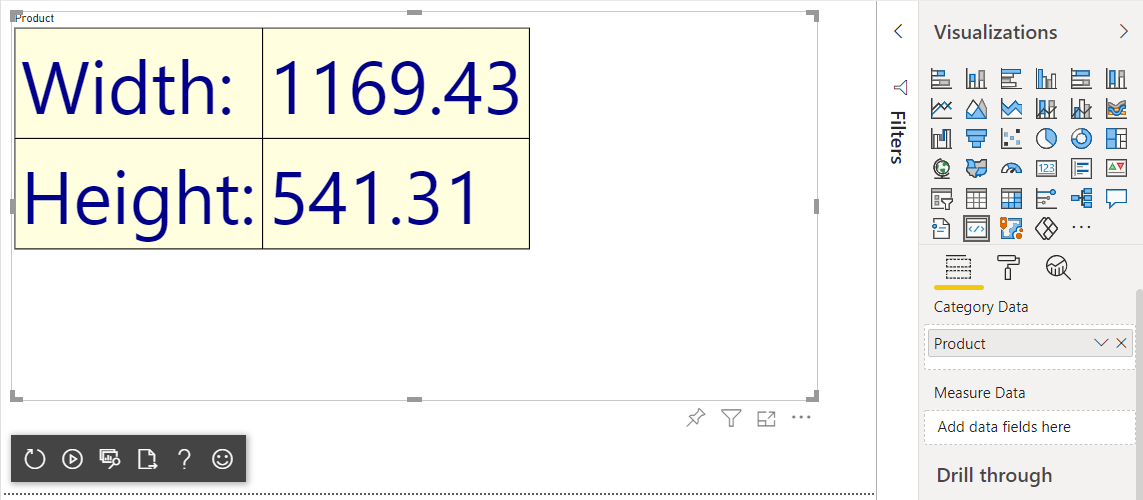 Product
Width: 1169.43
Height: 541.31
Filters
Visualizations
123
Category Data
Product
Measure Data
Add data fields here
Drill through